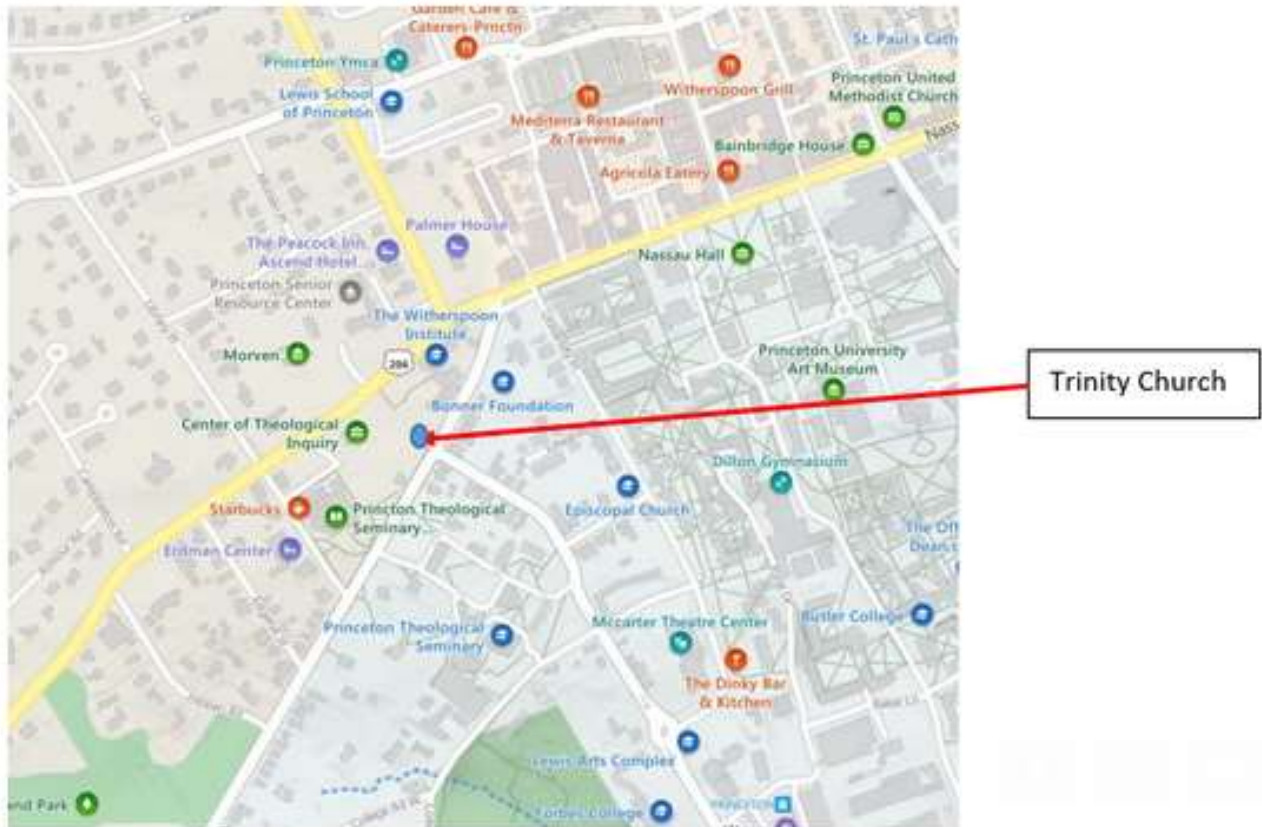 Garden Cafe &
Caterers-Proctn
St. Paul's Cath
Princeton Ymca
Princeton United
Methodist Church
Witherspoon Grill
Lewis School
of Princeton
Mediterra Restaurant
& Taverna
Nass
Bainbridge House
Agricola Eatery
Palmer House
The Peacock Inn,
Ascend Hotel ...
Nassau Hall
Princeton Senior
Resource Center
The Witherspoon
Institute
Morven
206
Princeton University
Art Museum
Trinity Church
Bonner Foundation
Center of Theological
Inquiry
Dillon Gymnasium
Starbucks
Princton Theological
Seminary...
Episcopal Church
The Off
Dean
Erdman Center
Mccarter Theatre Center
Butler College
Princeton Theological
Seminary
The Dinky Bar
& Kitchen
Lewis Arts Complex
and Park
Forbes College
PRINCETON